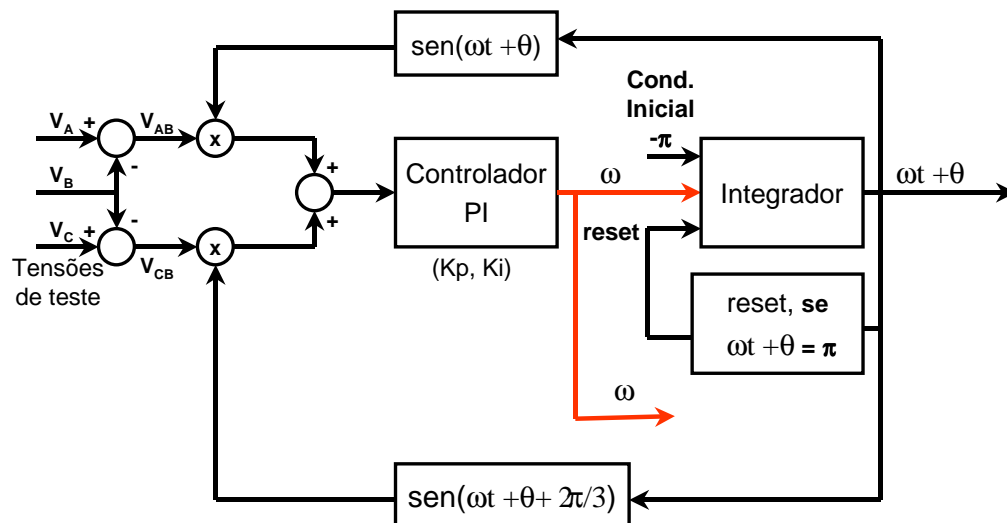 sen(ωt +θ)
Cond.
Inicial
-π
V_A +
V_AB
x
+
-
V_B
Controlador
PI
(Kp, Ki)
ω
Integrador
ωt +θ
-
V_C +
V_CB
x
+
reset
Tensões
de teste
reset, se
ωt +θ = π
ω
sen(ωt +θ+ 2π/3)